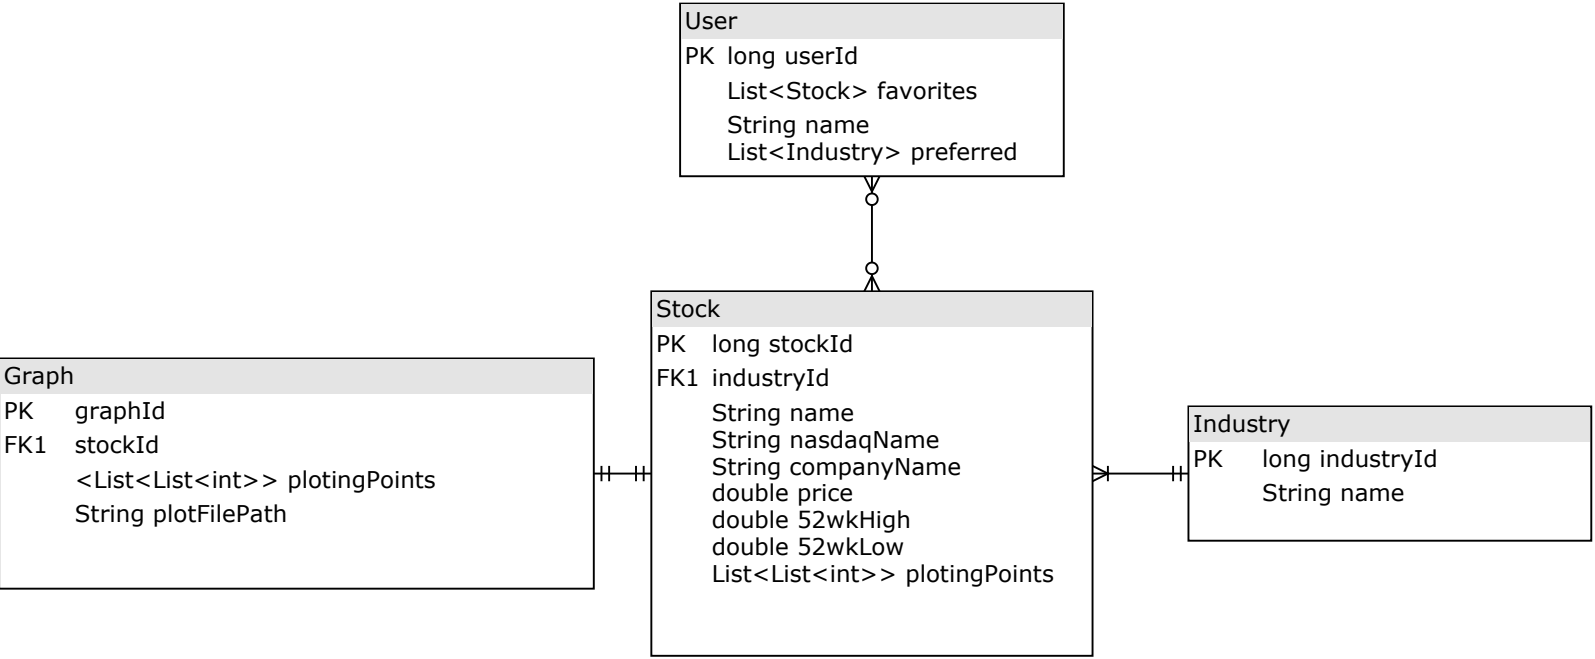 User
PK long userId
List<Stock> favorites
String name
List<Industry> preferred
Stock
PK long stockId
FK1 industryId
String name
String nasdaqName
String companyName
double price
double 52wkHigh
double 52wkLow
List<List<int>> plotingPoints
Graph
PK graphId
FK1 stockId
<List<List<int>> plotingPoints
String plotFilePath
Industry
PK long industryId
String name